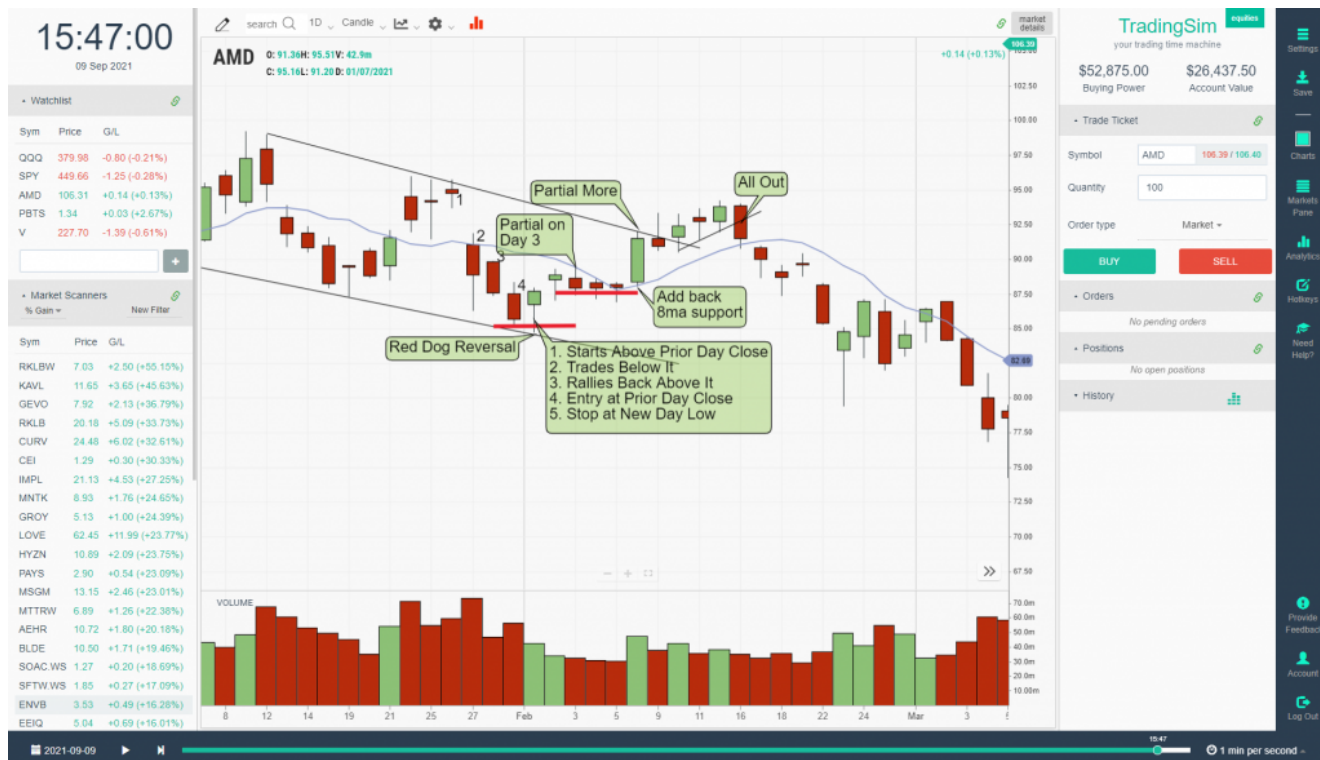 15:47:00
09 Sep 2021
Watchlist
Sym Price G/L
QQQ 379.98 -0.80 (-0.21%)
SPY 449.66 -1.25 (-0.28%)
AMD 106.31 +0.14 (+0.13%)
PBTS 1.34 +0.03 (+2.67%)
V 227.70 -1.39 (-0.61%)
+
Market Scanners
% Gain New Filter
Sym Price G/L
RKLBW 7.03 +2.50 (+55.15%)
KAVL 11.65 +3.65 (+45.63%)
GEVO 7.92 +2.13 (+36.79%)
RKLB 20.18 +5.09 (+33.73%)
CURV 24.48 +6.02 (+32.61%)
CEI 1.29 +0.30 (+30.33%)
IMPL 21.13 +4.53 (+27.25%)
MNTK 8.93 +1.76 (+24.65%)
GROY 5.13 +1.00 (+24.39%)
LOVE 62.45 +11.99 (+23.77%)
HYZN 10.89 +2.09 (+23.75%)
PAYS 2.90 +0.54 (+23.09%)
MSGM 13.15 +2.46 (+23.01%)
MTTRW 6.89 +1.26 (+22.38%)
AEHR 10.72 +1.80 (+20.18%)
BLDE 10.50 +1.71 (+19.46%)
SOAC.WS 1.27 +0.20 (+18.69%)
SFTW.WS 1.85 +0.27 (+17.09%)
ENVB 3.53 +0.49 (+16.28%)
EEIQ 5.04 +0.69 (+16.01%)
search 1D Candle
market details
AMD O: 91.36H: 95.51V: 42.9m
C: 95.16L: 91.20 D: 01/07/2021
+0.14 (+0.13%)
106.39
102.50
100.00
97.50
95.00
92.50
90.00
87.50
85.00
82.69
80.00
77.50
75.00
72.50
70.00
67.50
1
2
3
4
Partial on
Day 3
Partial More
All Out
Add back
8ma support
Red Dog Reversal
1. Starts Above Prior Day Close
2. Trades Below It
3. Rallies Back Above It
4. Entry at Prior Day Close
5. Stop at New Day Low
VOLUME
70.0m
60.0m
50.0m
40.0m
30.0m
20.0m
10.00m
8 12 14 19 21 25 27 Feb 3 5 9 11 16 18 22 24 Mar 3
TradingSim
equities
your trading time machine
$52,875.00 $26,437.50
Buying Power Account Value
Trade Ticket
Symbol AMD 106.39 / 106.40
Quantity 100
Order type Market
BUY SELL
Orders
No pending orders
Positions
No open positions
History
Settings
Save
Charts
Markets
Pane
Analytics
Hotkeys
Need
Help?
Provide
Feedbac
Account
Log Out
2021-09-09
15:47
1 min per second